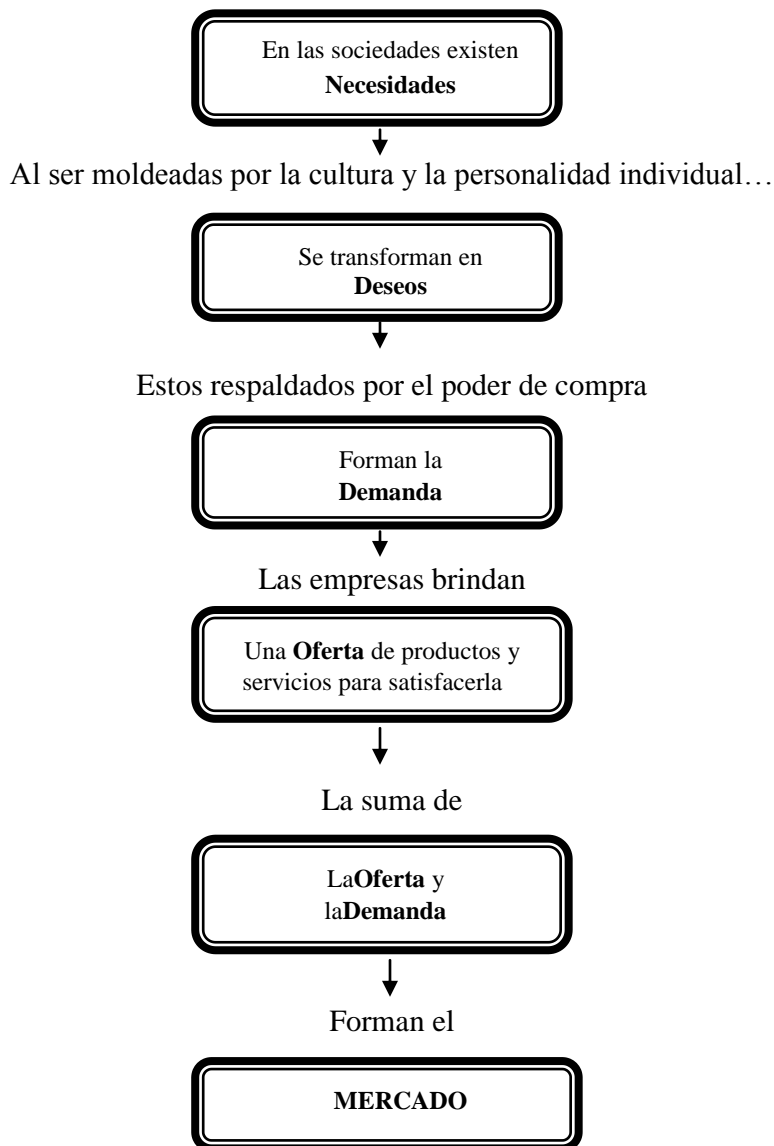 En las sociedades existen
Necesidades
Al ser moldeadas por la cultura y la personalidad individual…
Se transforman en
Deseos
Estos respaldados por el poder de compra
Forman la
Demanda
Las empresas brindan
Una Oferta de productos y
servicios para satisfacerla
La suma de
LaOferta y
laDemanda
Forman el
MERCADO